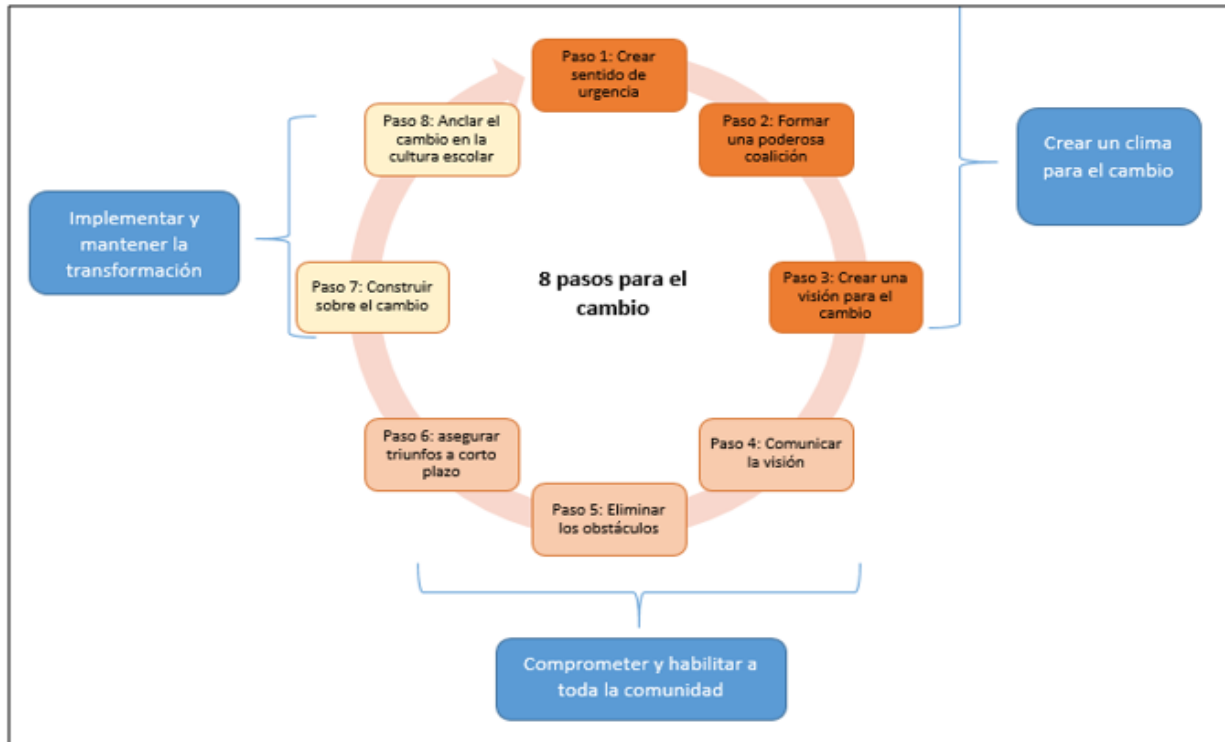 Paso 1: Crear
sentido de
urgencia
Paso 2: Formar
una poderosa
coalición
Crear un clima
para el cambio
Paso 3: Crear una
visión para el
cambio
Paso 4: Comunicar
la visión
Paso 5: Eliminar
los obstáculos
Comprometer y habilitar a
toda la comunidad
Paso 6: asegurar
triunfos a corto
plazo
Paso 7: Construir
sobre el cambio
Paso 8: Anclar el
cambio en la
cultura escolar
Implementar y
mantener la
transformación
8 pasos para el
cambio